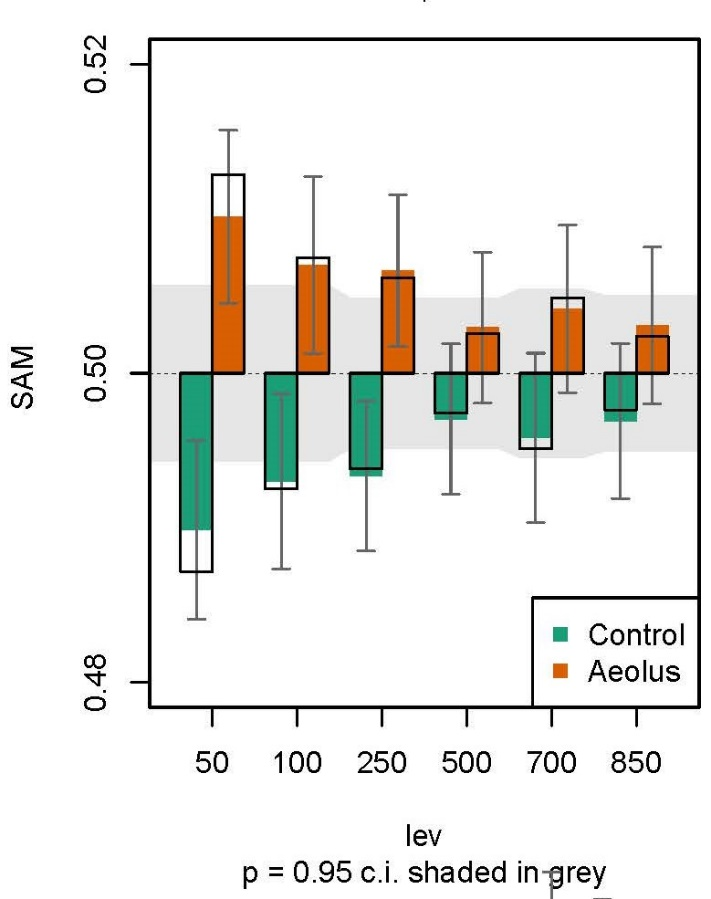 0.52
0.50
0.48
SAM
Control
Aeolus
50 100 250 500 700 850
lev
p = 0.95 c.i. shaded in grey